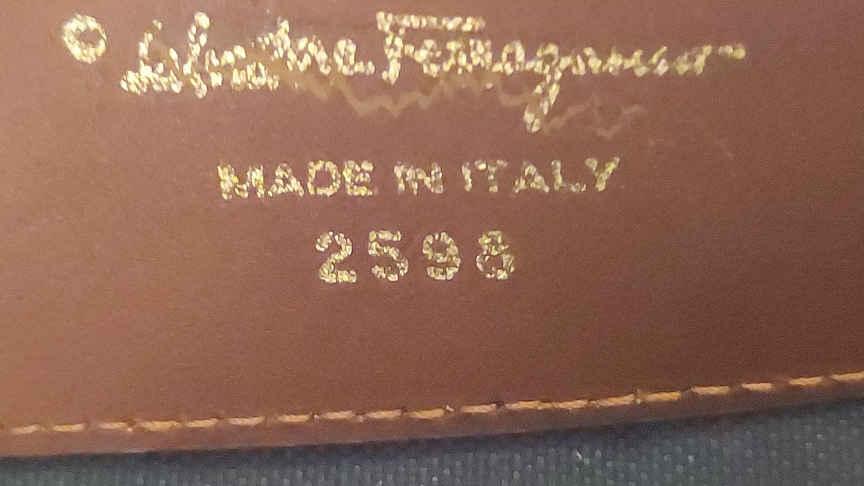 © Salvatore Ferragamo
MADE IN ITALY
2598